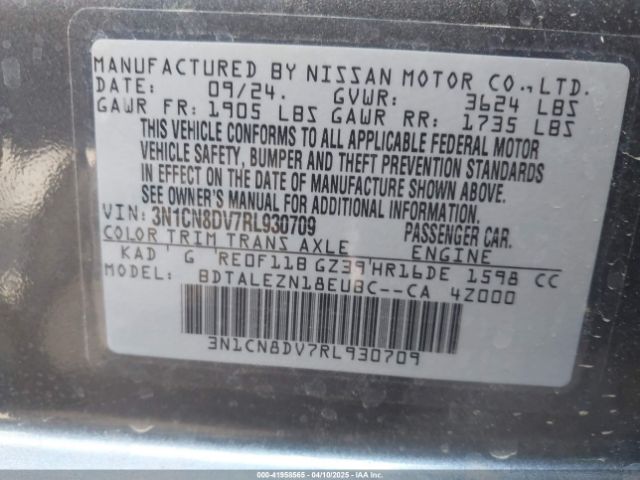 MANUFACTURED BY NISSAN MOTOR CO., LTD.
DATE: 09/24. GVWR: 3624 LBS
GAWR FR: 1905 LBS GAWR RR: 1735 LBS
THIS VEHICLE CONFORMS TO ALL APPLICABLE FEDERAL MOTOR
VEHICLE SAFETY, BUMPER AND THEFT PREVENTION STANDARDS
IN EFFECT ON THE DATE OF MANUFACTURE SHOWN ABOVE.
SEE OWNER'S MANUAL FOR ADDITIONAL INFORMATION.
VIN: 3N1CN8DV7RL930709 PASSENGER CAR.
COLOR TRIM TRANS AXLE ENGINE
KAD G RE0F11B GZ39 HR16DE 1598 CC
BDTALEZN18EUBC--CA 4Z000
3N1CN8DV7RL930709
000-41958565 04/10/2025 IAA Inc.